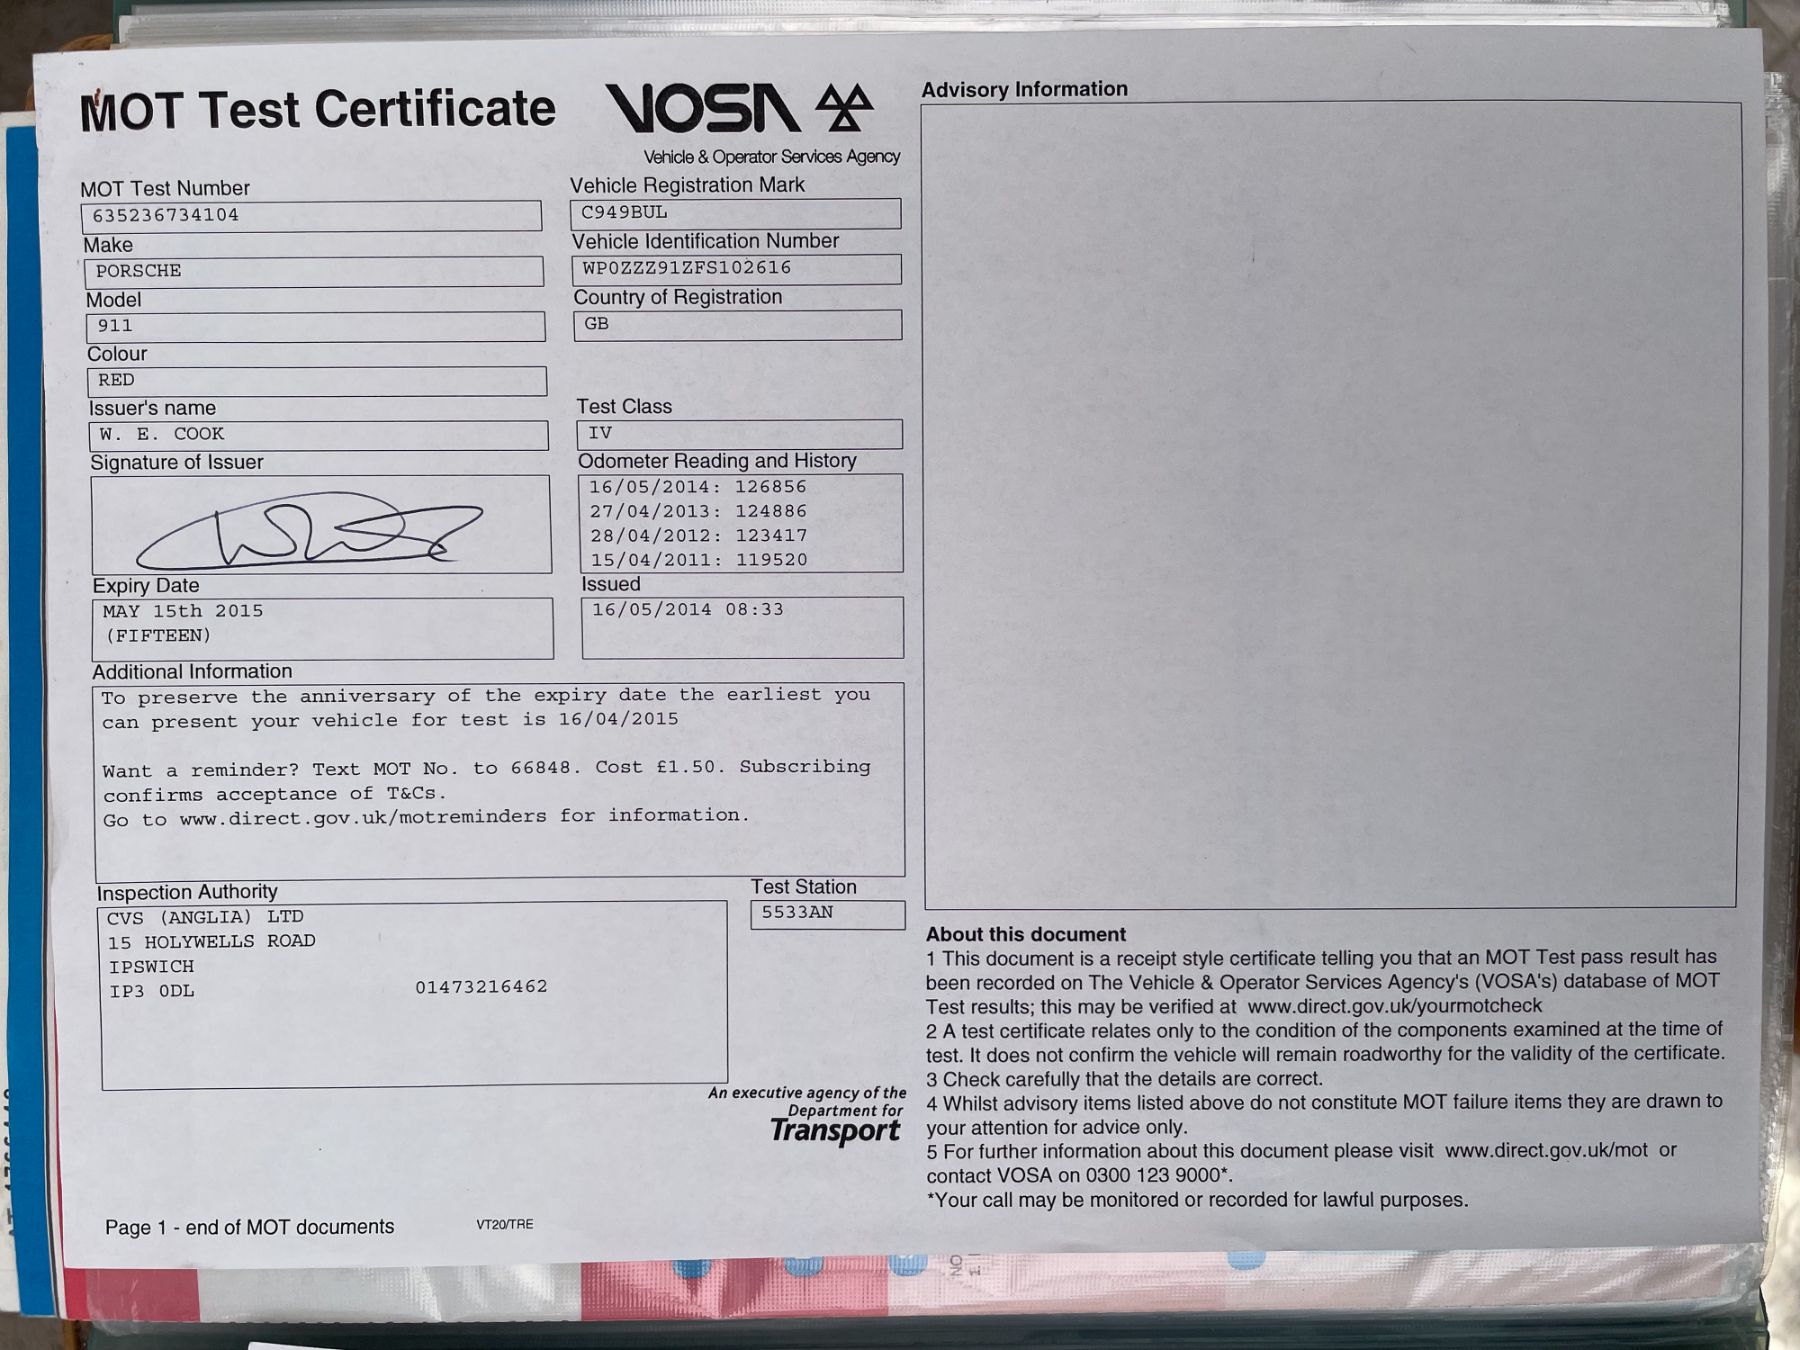 MOT Test Certificate
VOSA
Vehicle & Operator Services Agency
MOT Test Number
635236734104
Vehicle Registration Mark
C949BUL
Make
PORSCHE
Vehicle Identification Number
WP0ZZZ91ZFS102616
Model
911
Country of Registration
GB
Colour
RED
Issuer's name
W. E. COOK
Test Class
IV
Signature of Issuer
Odometer Reading and History
16/05/2014: 126856
27/04/2013: 124886
28/04/2012: 123417
15/04/2011: 119520
Expiry Date
MAY 15th 2015
(FIFTEEN)
Issued
16/05/2014 08:33
Additional Information
To preserve the anniversary of the expiry date the earliest you
can present your vehicle for test is 16/04/2015
Want a reminder? Text MOT No. to 66848. Cost £1.50. Subscribing
confirms acceptance of T&Cs.
Go to www.direct.gov.uk/motreminders for information.
Inspection Authority
CVS (ANGLIA) LTD
15 HOLYWELLS ROAD
IPSWICH
IP3 0DL 01473216462
Test Station
5533AN
An executive agency of the
Department for
Transport
Page 1 - end of MOT documents
VT20/TRE
Advisory Information
About this document
1 This document is a receipt style certificate telling you that an MOT Test pass result has
been recorded on The Vehicle & Operator Services Agency's (VOSA's) database of MOT
Test results; this may be verified at www.direct.gov.uk/yourmotcheck
2 A test certificate relates only to the condition of the components examined at the time of
test. It does not confirm the vehicle will remain roadworthy for the validity of the certificate.
3 Check carefully that the details are correct.
4 Whilst advisory items listed above do not constitute MOT failure items they are drawn to
your attention for advice only.
5 For further information about this document please visit www.direct.gov.uk/mot or
contact VOSA on 0300 123 9000*.
*Your call may be monitored or recorded for lawful purposes.